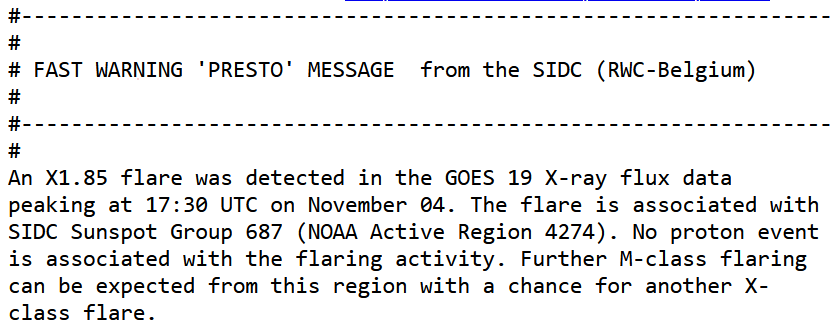 #-----------------------------------------------------------------
#
# FAST WARNING 'PRESTO' MESSAGE  from the SIDC (RWC-Belgium)
#
#-----------------------------------------------------------------
#
An X1.85 flare was detected in the GOES 19 X-ray flux data
peaking at 17:30 UTC on November 04. The flare is associated with
SIDC Sunspot Group 687 (NOAA Active Region 4274). No proton event
is associated with the flaring activity. Further M-class flaring
can be expected from this region with a chance for another X-
class flare.